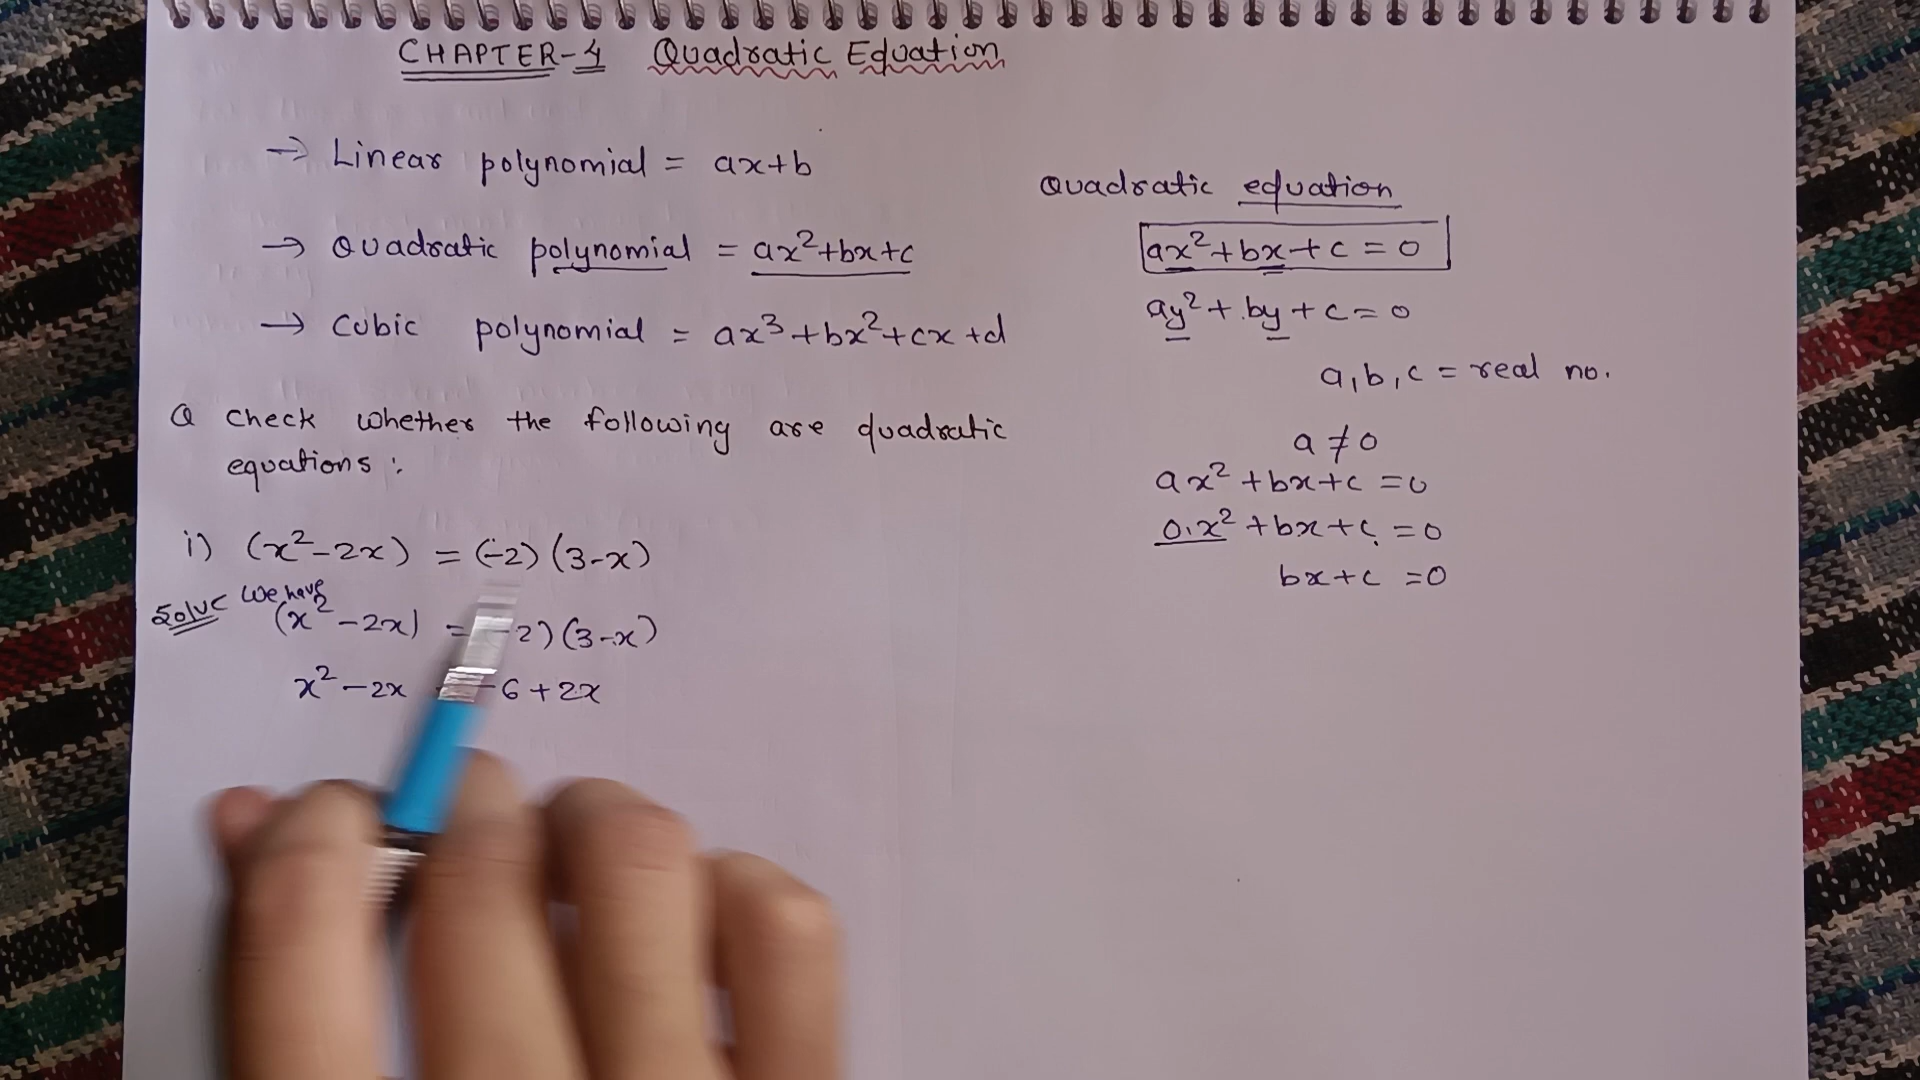 CHAPTER-4 Quadratic Equation
→ Linear polynomial = ax+b
→ Quadratic polynomial = ax²+bx+c
→ Cubic polynomial = ax³+bx²+cx+d
Q Check whether the following are quadratic
equations :
i) (x²-2x) = (-2)(3-x)
Solve We have
(x²-2x) = -2)(3-x)
x²-2x -6+2x
Quadratic equation
ax²+bx+c=0
ay²+by+c=0
a,b,c = real no.
a≠0
ax²+bx+c=0
0.x²+bx+c=0
bx+c=0